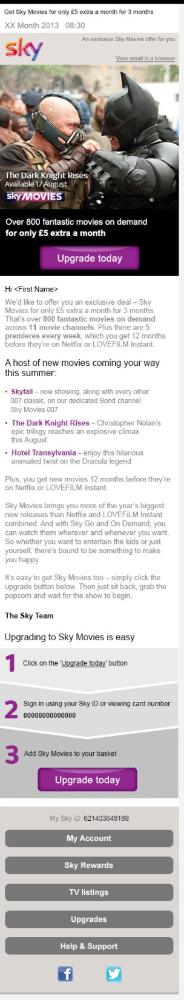 Get Sky Movies for only £5 extra a month for 3 months
XX Month 2013 08:30
An exclusive Sky Movies offer for you
sky
View email in a browser
The Dark Knight Rises
Available 17 August
sky MOVIES
Over 800 fantastic movies on demand
for only £5 extra a month
Upgrade today
Hi <First Name>
We'd like to offer you an exclusive deal – Sky
Movies for only £5 extra a month for 3 months.
That's over 800 fantastic movies on demand
across 11 movie channels. Plus there are 5
premieres every week, which you get 12 months
before they're on Netflix or LOVEFILM Instant.
A host of new movies coming your way
this summer:
• Skyfall – now showing, along with every other
007 classic, on our dedicated Bond channel
Sky Movies 007
• The Dark Knight Rises – Christopher Nolan's
epic trilogy reaches an explosive climax
this August
• Hotel Transylvania – enjoy this hilarious
animated twist on the Dracula legend
Plus, you get new movies 12 months before they're
on Netflix or LOVEFILM Instant.
Sky Movies brings you more of the year's biggest
new releases than Netflix and LOVEFiLM Instant
combined. And with Sky Go and On Demand, you
can watch them wherever and whenever you want.
So whether you want to entertain the kids or just
yourself, there's bound to be something to make
you happy.
It's easy to get Sky Movies too – simply click the
upgrade button below. Then just sit back, grab the
popcorn and wait for the show to begin.
The Sky Team
Upgrading to Sky Movies is easy
1 Click on the 'Upgrade today' button
2 Sign in using your Sky iD or viewing card number:
00000000000000
3 Add Sky Movies to your basket
Upgrade today
My Sky iD: 621433648188
My Account
Sky Rewards
TV listings
Upgrades
Help & Support